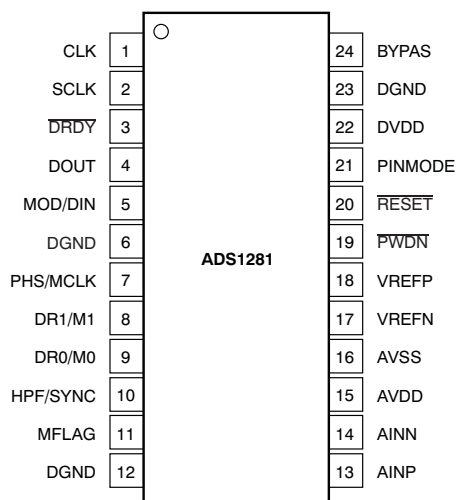 CLK 1 24 BYPAS
SCLK 2 23 DGND
DRDY 3 22 DVDD
DOUT 4 21 PINMODE
MOD/DIN 5 20 RESET
DGND 6 19 PWDN
ADS1281
PHS/MCLK 7 18 VREFP
DR1/M1 8 17 VREFN
DR0/M0 9 16 AVSS
HPF/SYNC 10 15 AVDD
MFLAG 11 14 AINN
DGND 12 13 AINP